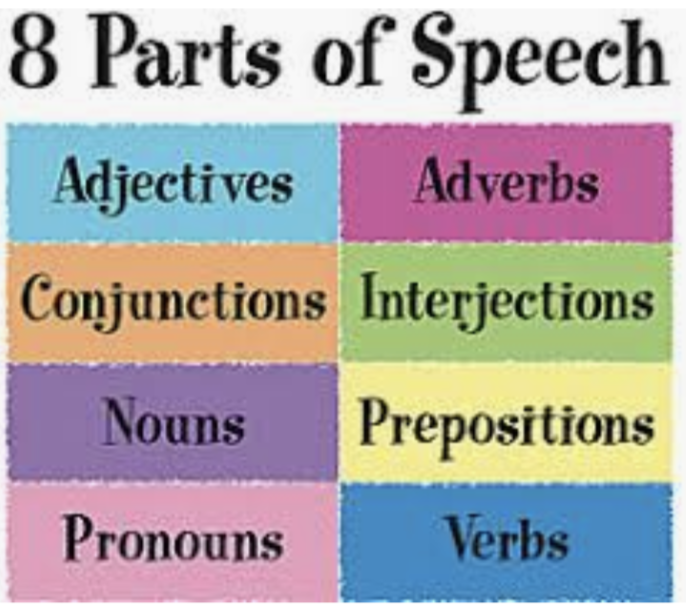 8 Parts of Speech
Adjectives Adverbs
Conjunctions Interjections
Nouns Prepositions
Pronouns Verbs